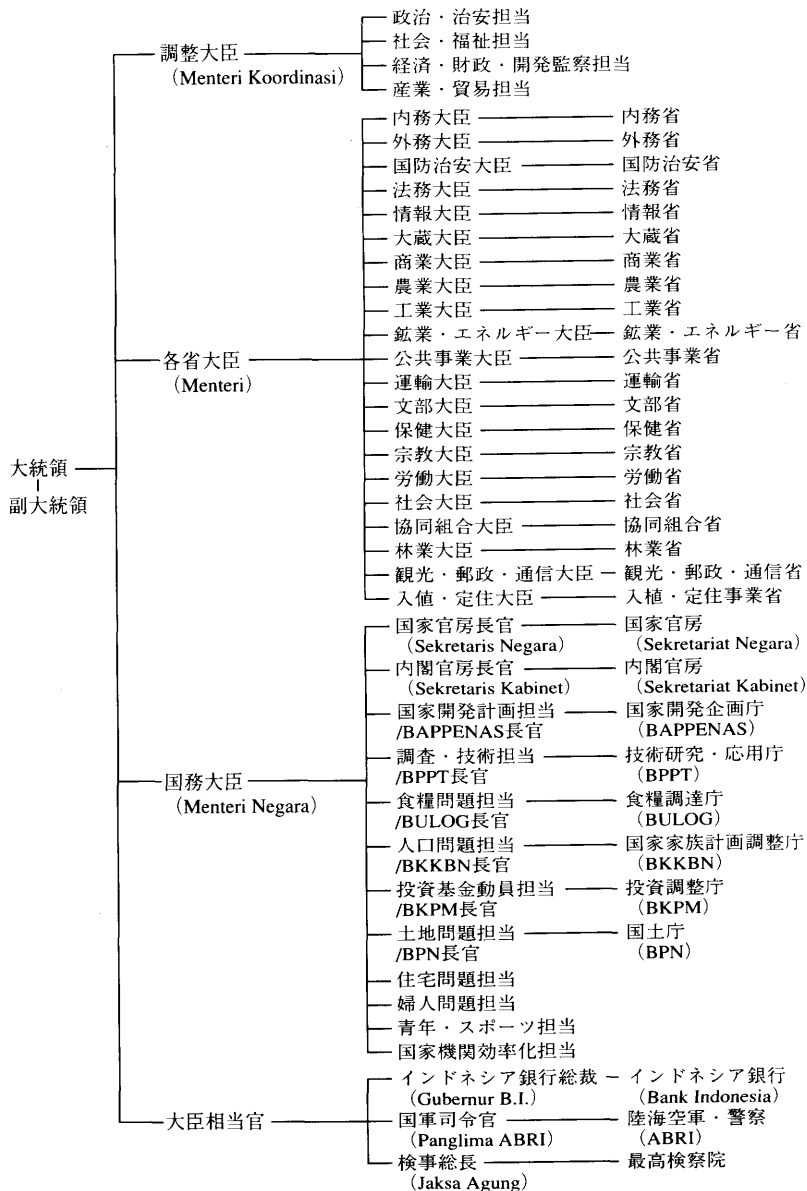 大統領
副大統領
調整大臣
(Menteri Koordinasi)
政治・治安担当
社会・福祉担当
経済・財政・開発監察担当
産業・貿易担当
各省大臣
(Menteri)
内務大臣 内務省
外務大臣 外務省
国防治安大臣 国防治安省
法務大臣 法務省
情報大臣 情報省
大蔵大臣 大蔵省
商業大臣 商業省
農業大臣 農業省
工業大臣 工業省
鉱業・エネルギー大臣 鉱業・エネルギー省
公共事業大臣 公共事業省
運輸大臣 運輸省
文部大臣 文部省
保健大臣 保健省
宗教大臣 宗教省
労働大臣 労働省
社会大臣 社会省
協同組合大臣 協同組合省
林業大臣 林業省
観光・郵政・通信大臣 観光・郵政・通信省
入値・定住大臣 入植・定住事業省
国務大臣
(Menteri Negara)
国家官房長官 国家官房
(Sekretaris Negara) (Sekretariat Negara)
内閣官房長官 内閣官房
(Sekretaris Kabinet) (Sekretariat Kabinet)
国家開発計画担当 国家開発企画庁
/BAPPENAS長官 (BAPPENAS)
調査・技術担当 技術研究・応用庁
/BPPT長官 (BPPT)
食糧問題担当 食糧調達庁
/BULOG長官 (BULOG)
人口問題担当 国家家族計画調整庁
/BKKBN長官 (BKKBN)
投資基金動員担当 投資調整庁
/BKPM長官 (BKPM)
土地問題担当 国土庁
/BPN長官 (BPN)
住宅問題担当
婦人問題担当
青年・スポーツ担当
国家機関効率化担当
大臣相当官
インドネシア銀行総裁 インドネシア銀行
(Gubernur B.I.) (Bank Indonesia)
国軍司令官 陸海空軍・警察
(Panglima ABRI) (ABRI)
検事総長 最高検察院
(Jaksa Agung)